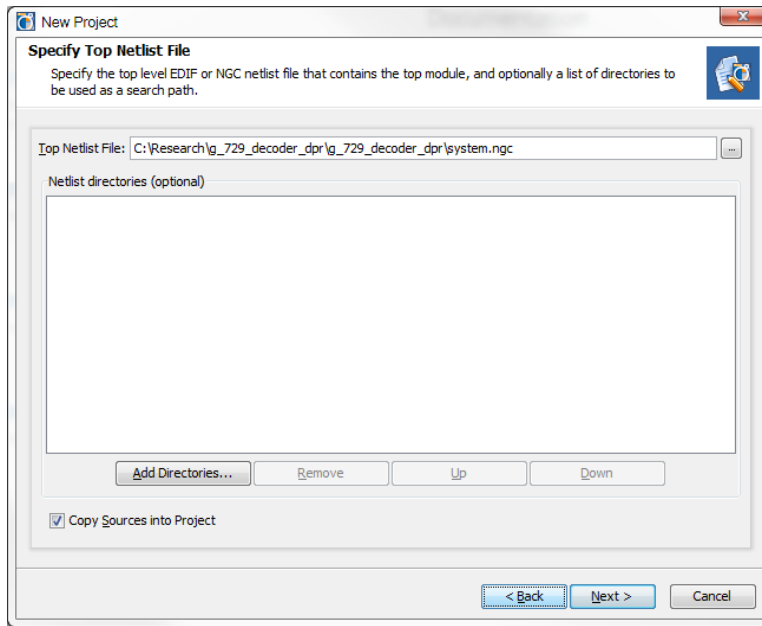 New Project
Specify Top Netlist File
Specify the top level EDIF or NGC netlist file that contains the top module, and optionally a list of directories to
be used as a search path.
Top Netlist File: C:\Research\g_729_decoder_dpr\g_729_decoder_dpr\system.ngc ...
Netlist directories (optional)
Add Directories... Remove Up Down
Copy Sources into Project
< Back Next > Cancel